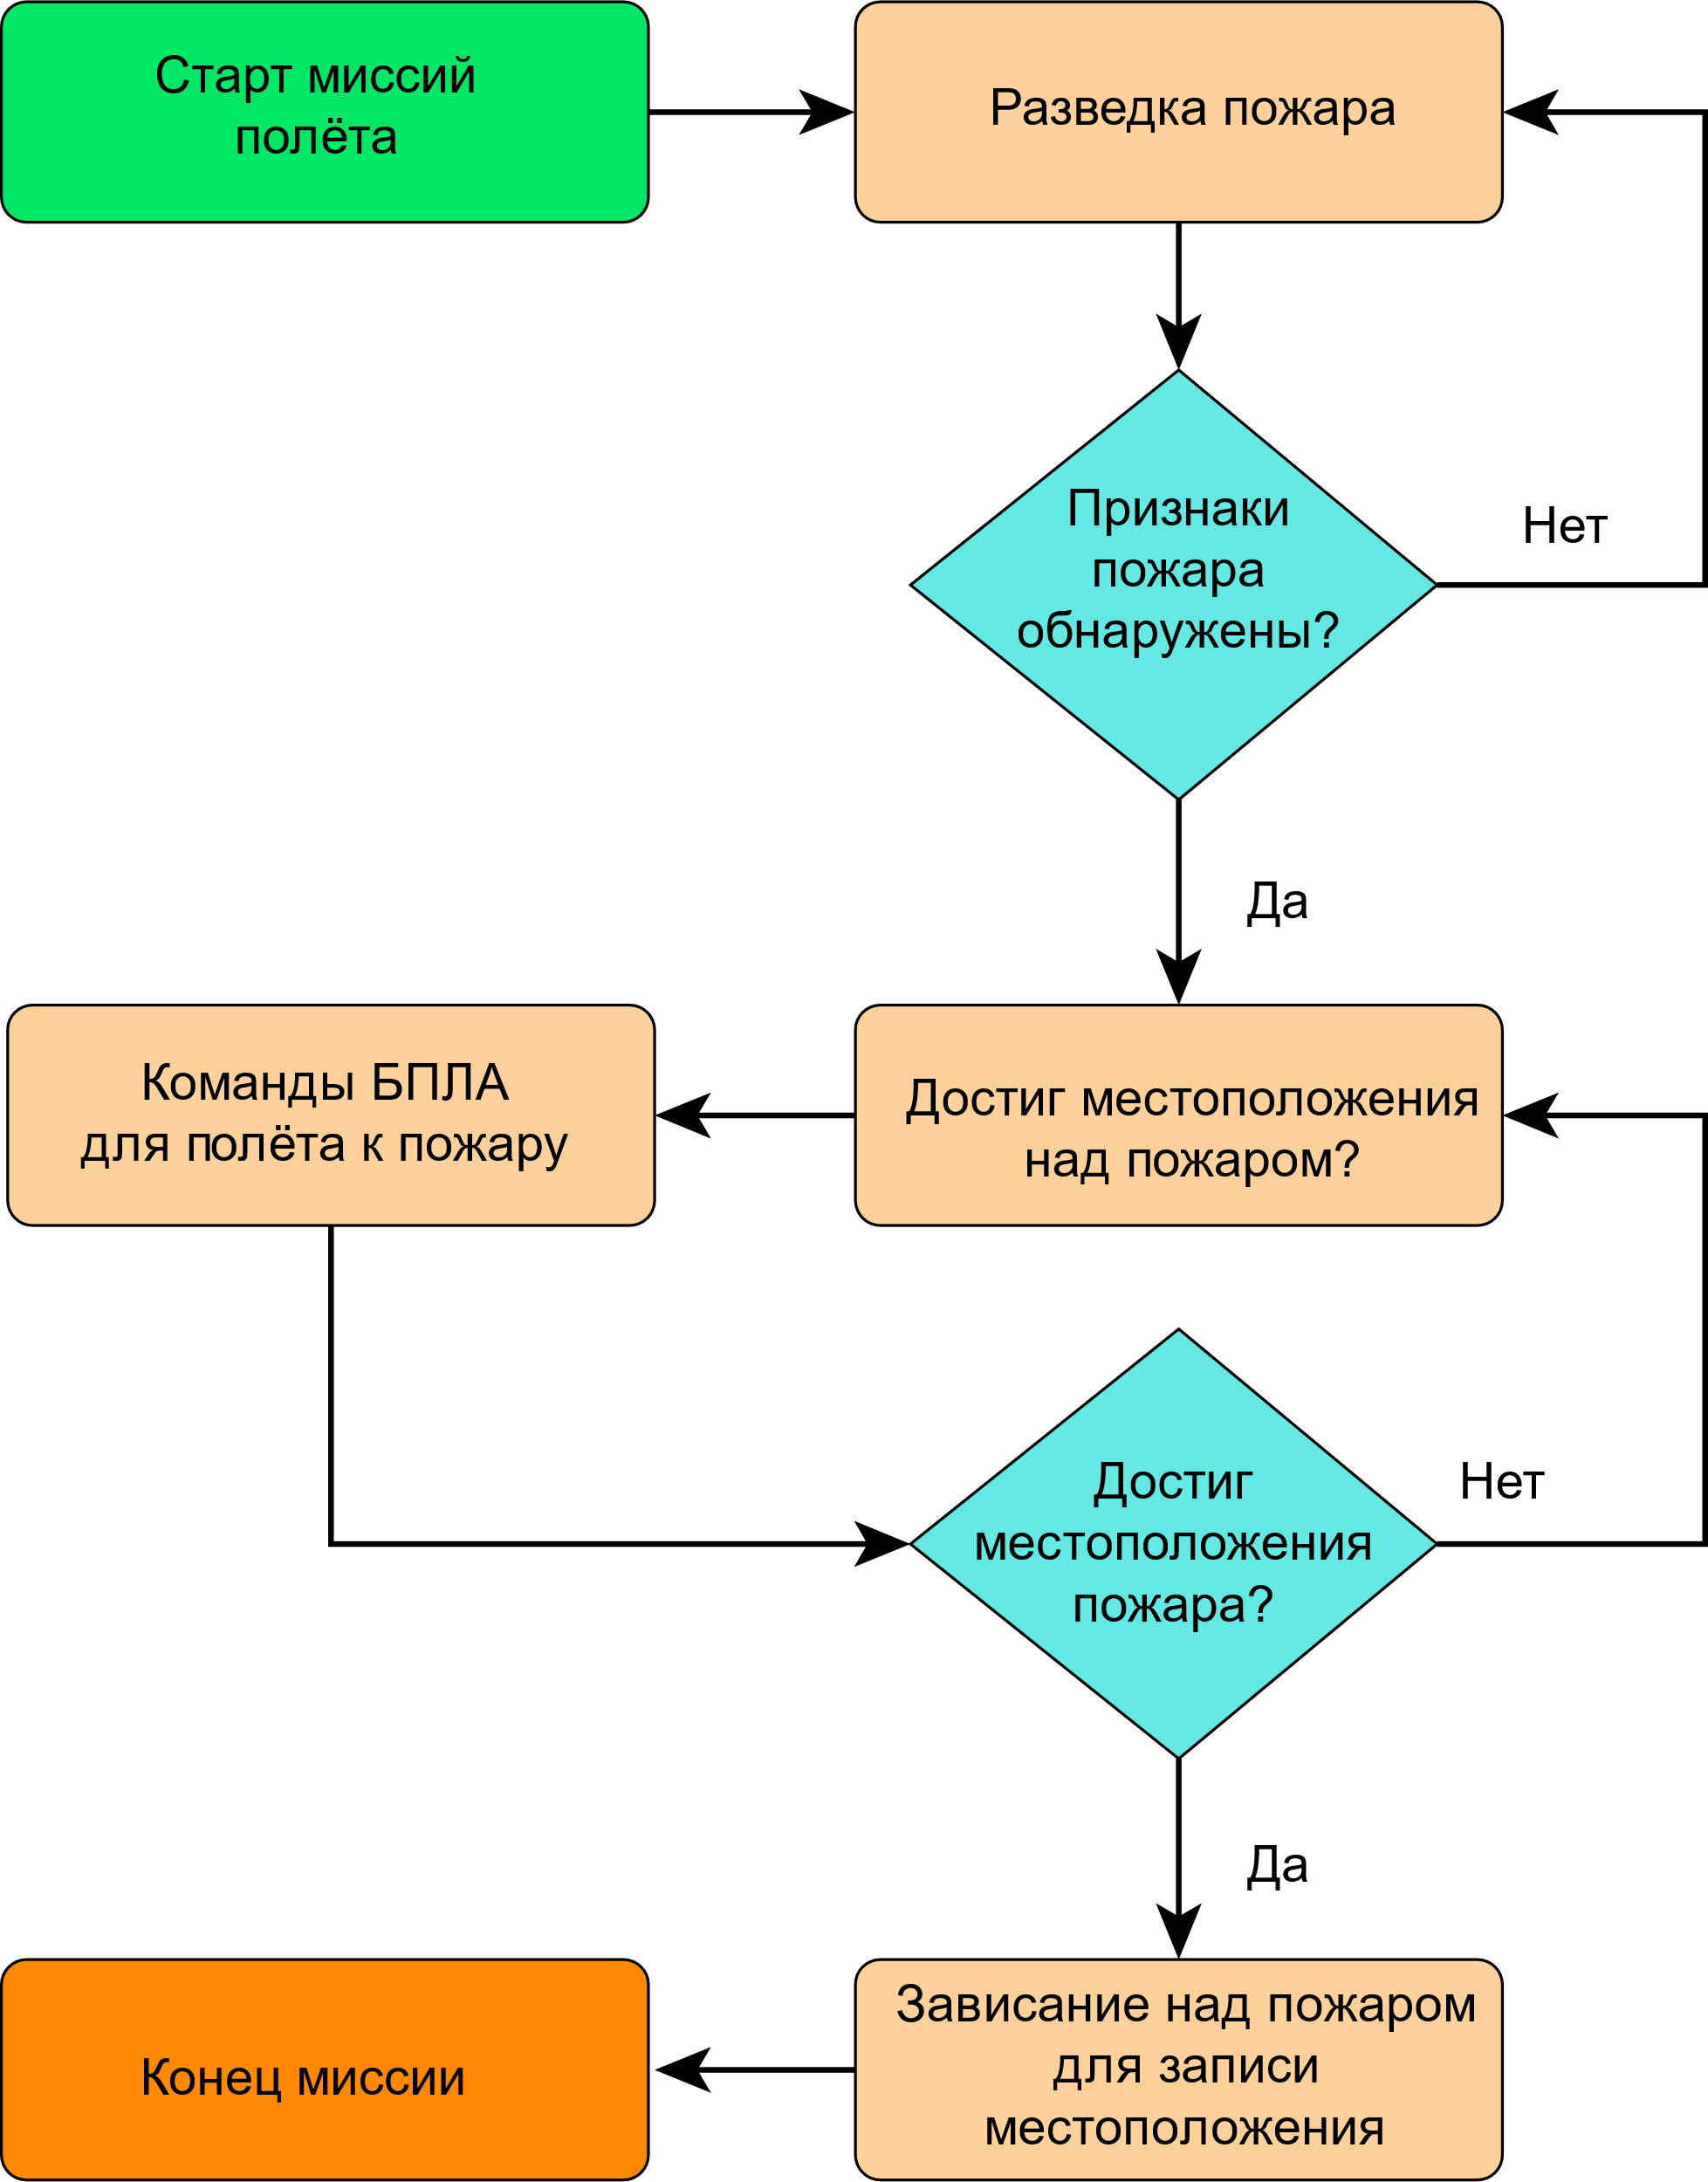 Старт миссий
полёта
Разведка пожара
Признаки
пожара
обнаружены?
Нет
Да
Команды БПЛА
для полёта к пожару
Достиг местоположения
над пожаром?
Достиг
местоположения
пожара?
Нет
Да
Зависание над пожаром
для записи
местоположения
Конец миссии